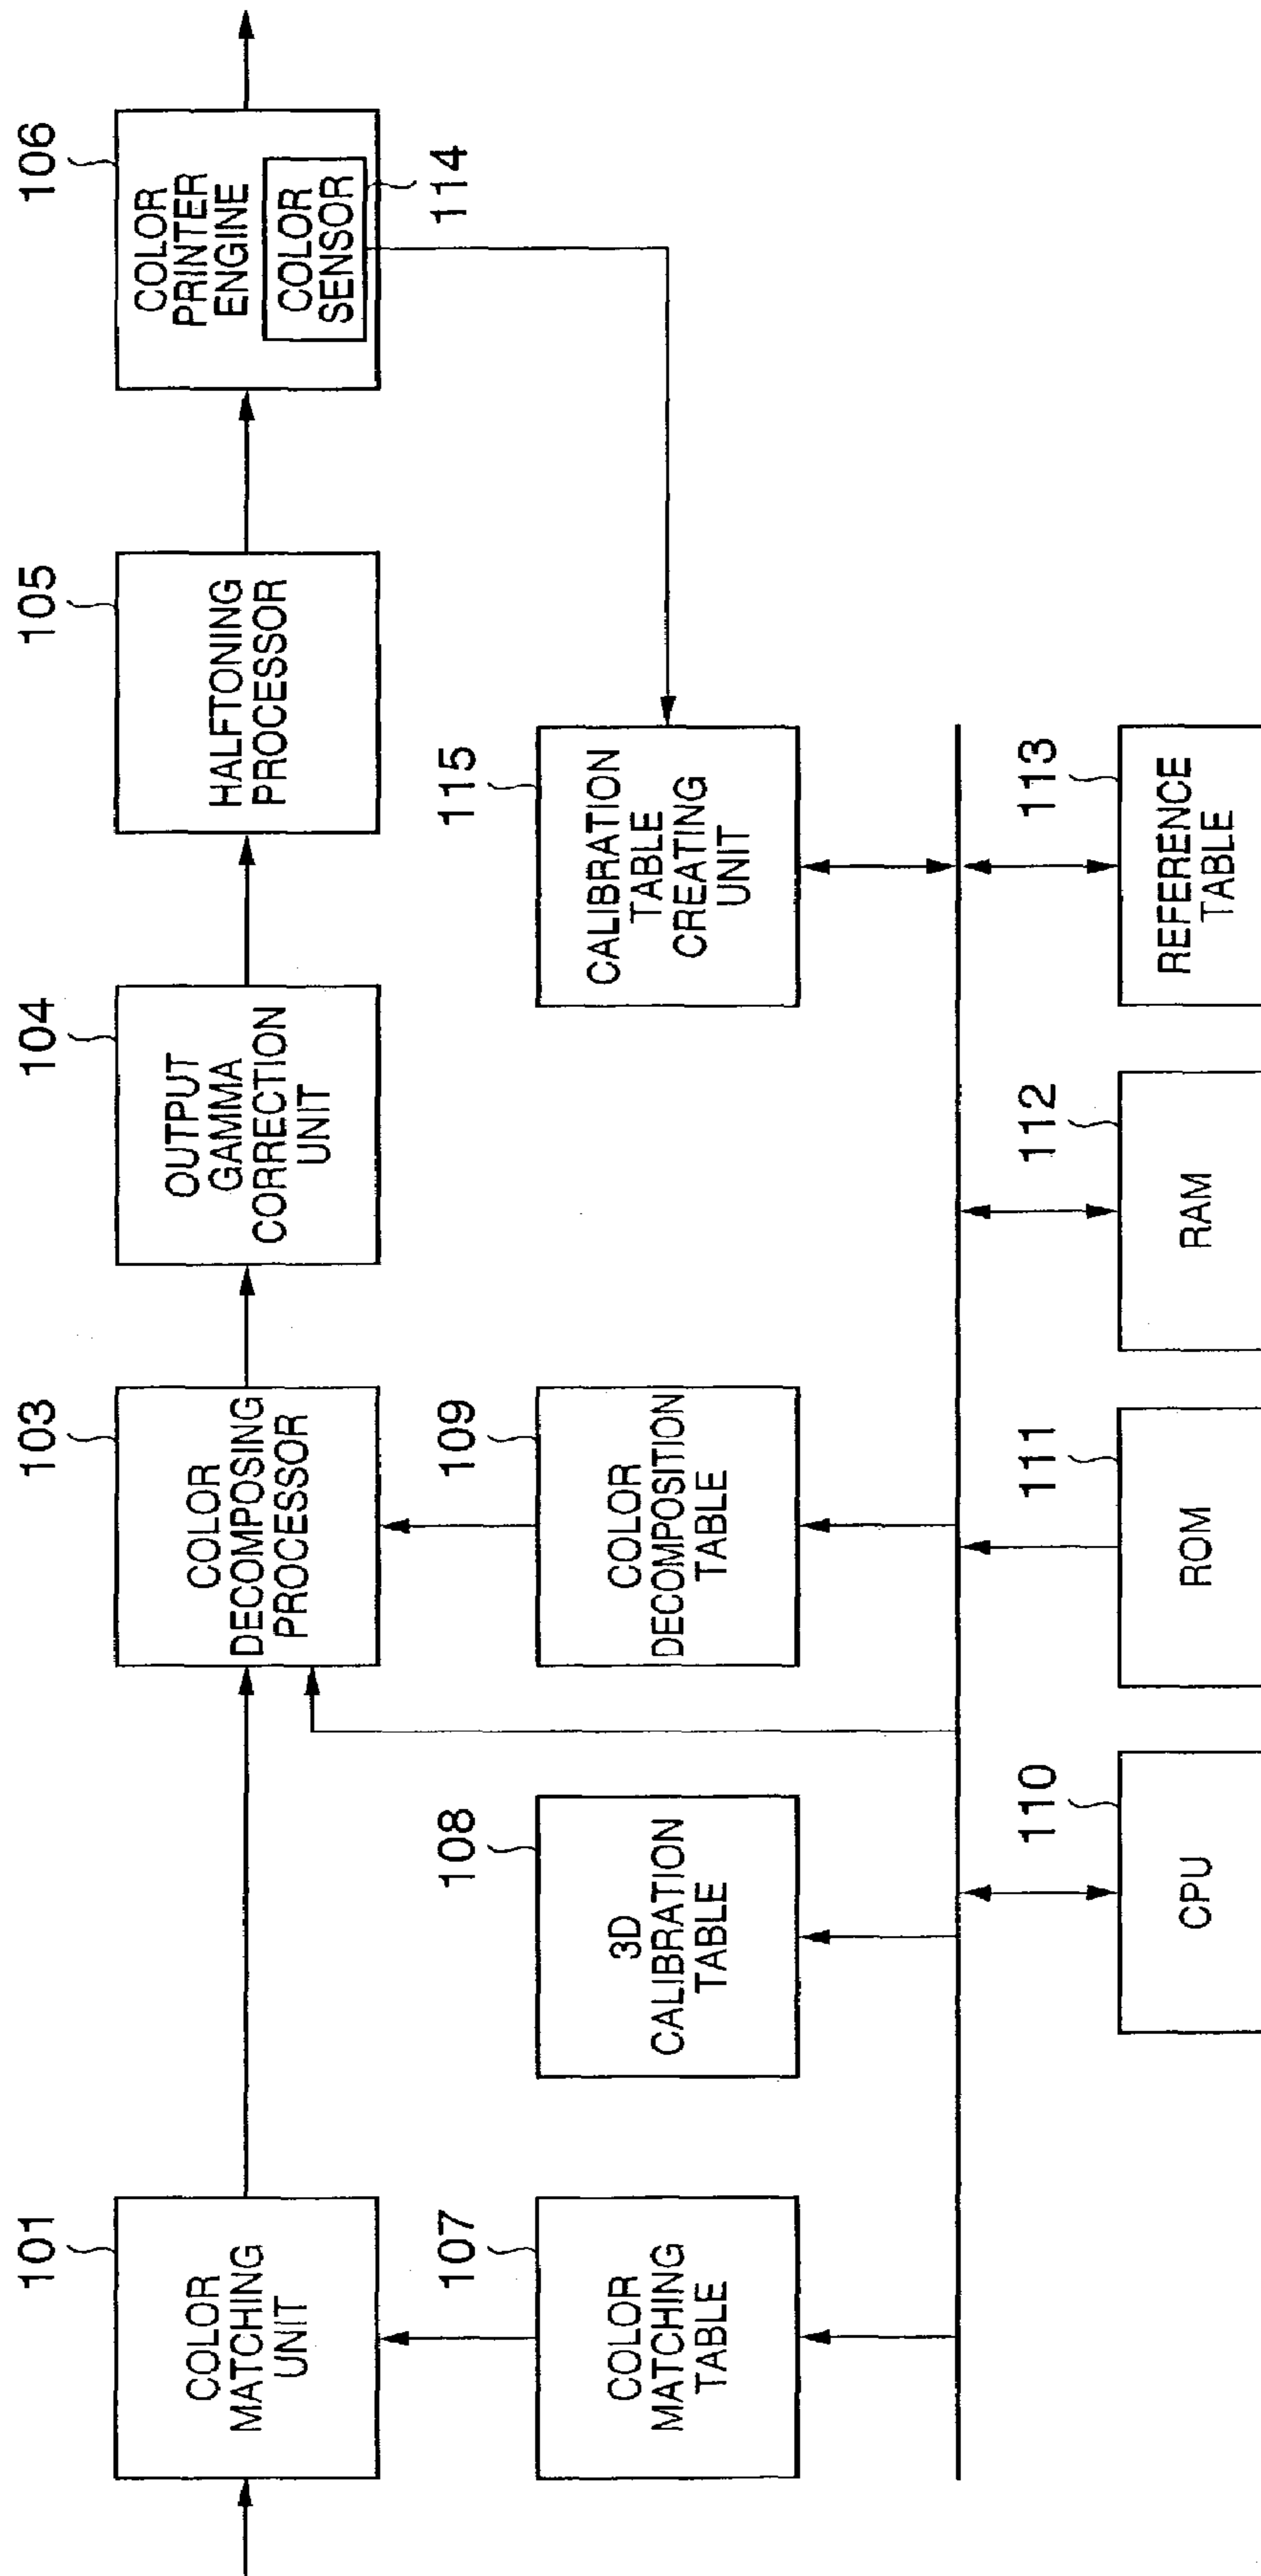 101
COLOR
MATCHING
UNIT
103
COLOR
DECOMPOSING
PROCESSOR
104
OUTPUT
GAMMA
CORRECTION
UNIT
105
HALFTONING
PROCESSOR
106
COLOR
PRINTER
ENGINE
COLOR
SENSOR
114
107
COLOR
MATCHING
TABLE
108
3D
CALIBRATION
TABLE
109
COLOR
DECOMPOSITION
TABLE
115
CALIBRATION
TABLE
CREATING
UNIT
110
CPU
111
ROM
112
RAM
113
REFERENCE
TABLE